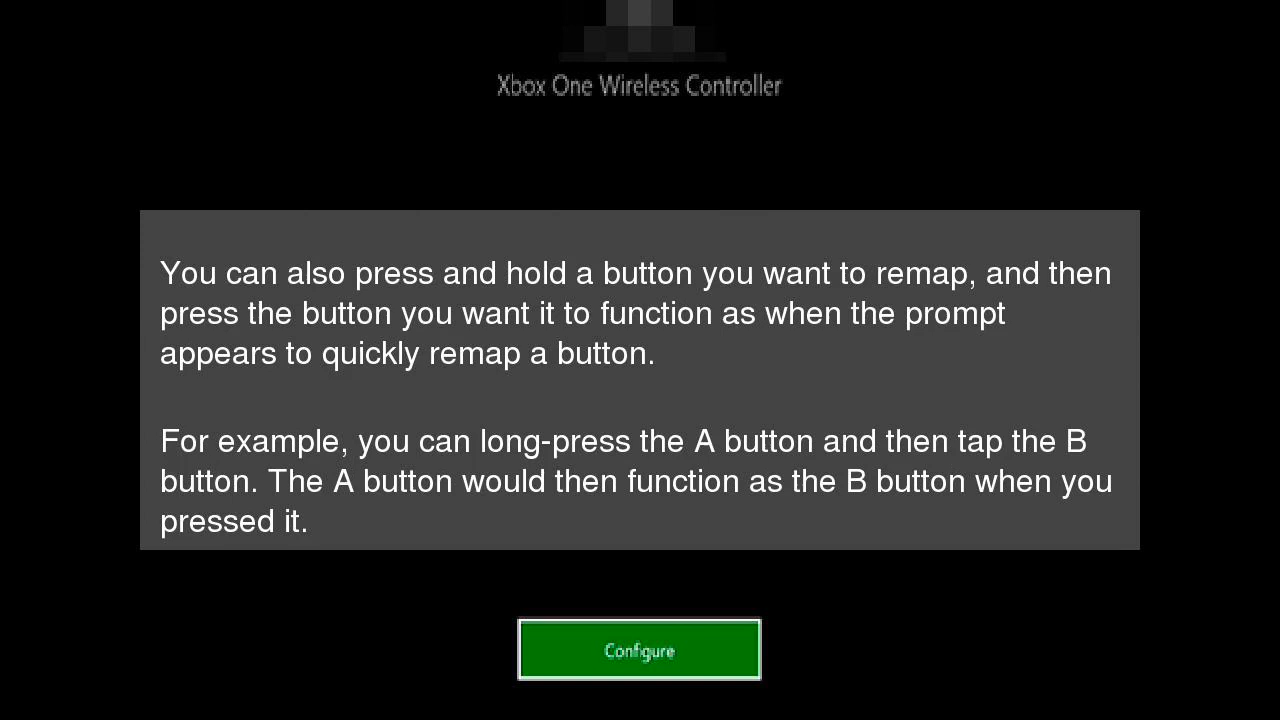 Xbox One Wireless Controller
You can also press and hold a button you want to remap, and then
press the button you want it to function as when the prompt
appears to quickly remap a button.
For example, you can long-press the A button and then tap the B
button. The A button would then function as the B button when you
pressed it.
Configure